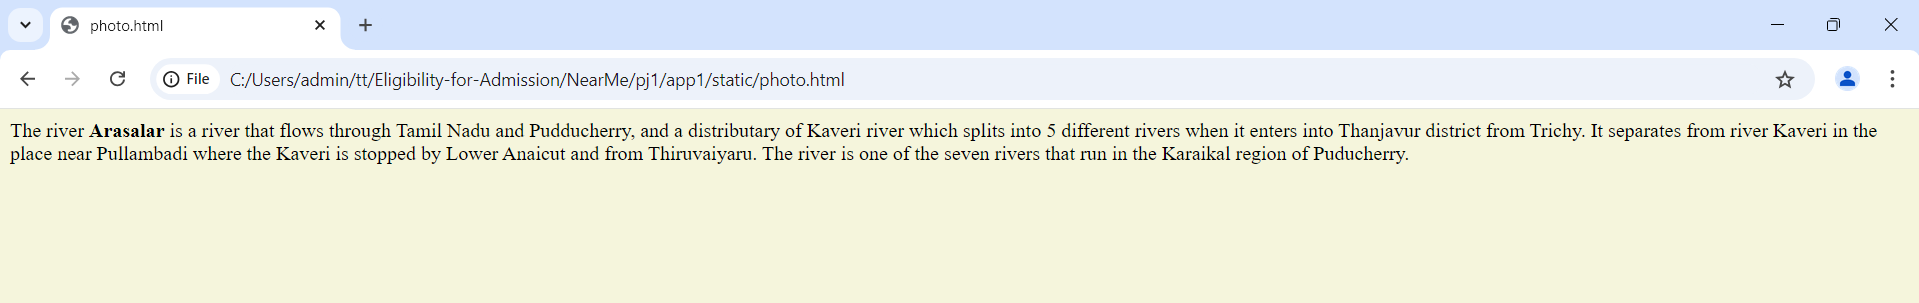 photo.html
File
C:/Users/admin/tt/Eligibility-for-Admission/NearMe/pj1/app1/static/photo.html
The river Arasalar is a river that flows through Tamil Nadu and Pudducherry, and a distributary of Kaveri river which splits into 5 different rivers when it enters into Thanjavur district from Trichy. It separates from river Kaveri in the
place near Pullambadi where the Kaveri is stopped by Lower Anaicut and from Thiruvaiyaru. The river is one of the seven rivers that run in the Karaikal region of Puducherry.